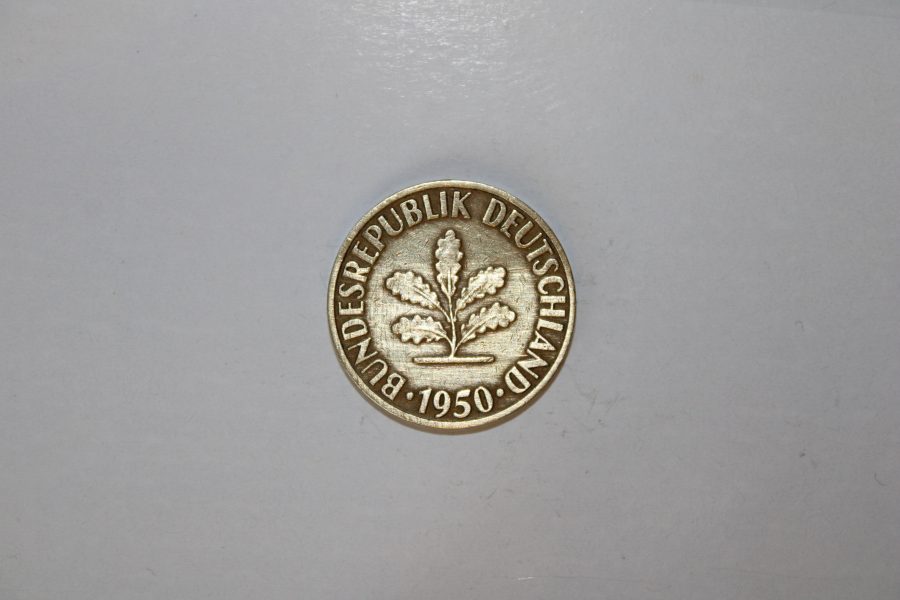 BUNDESREPUBLIK DEUTSCHLAND
· 1950 ·